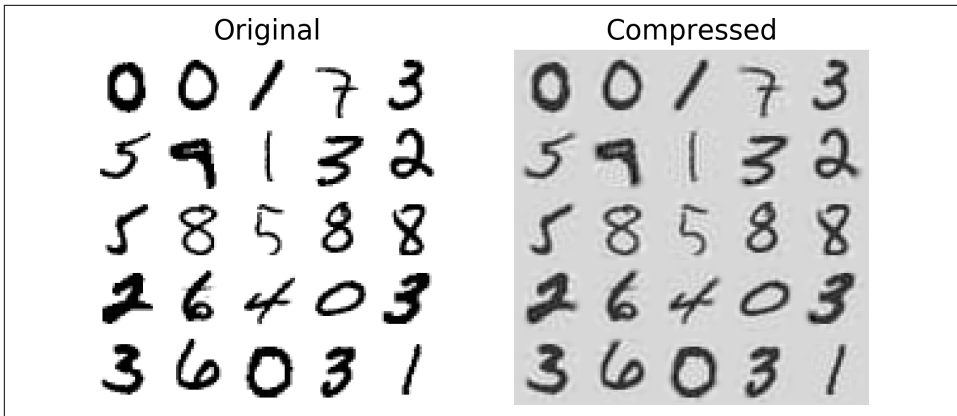 Original Compressed
0 0 1 7 3 0 0 1 7 3
5 9 1 3 2 5 9 1 3 2
5 8 5 8 8 5 8 5 8 8
2 6 4 0 3 2 6 4 0 3
3 6 0 3 1 3 6 0 3 1